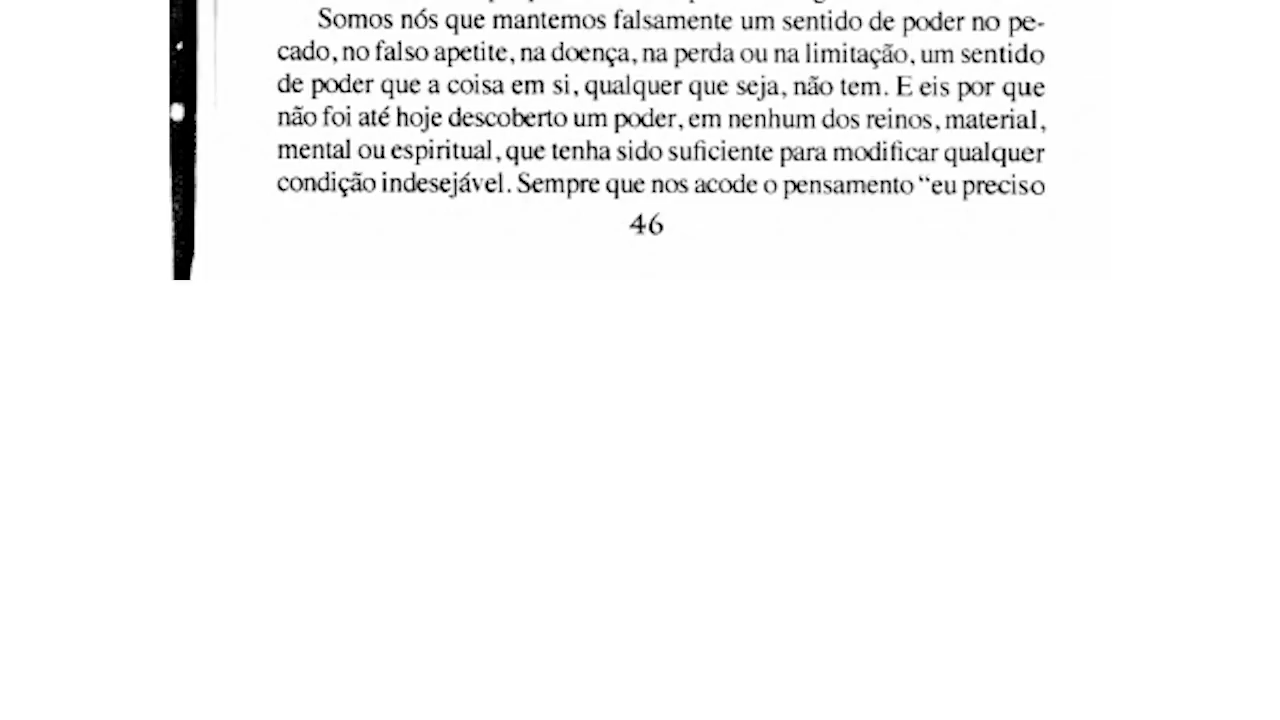 Somos nós que mantemos falsamente um sentido de poder no pe-
cado, no falso apetite, na doença, na perda ou na limitação, um sentido
de poder que a coisa em si, qualquer que seja, não tem. E eis por que
não foi até hoje descoberto um poder, em nenhum dos reinos, material,
mental ou espiritual, que tenha sido suficiente para modificar qualquer
condição indesejável. Sempre que nos acode o pensamento “eu preciso
46